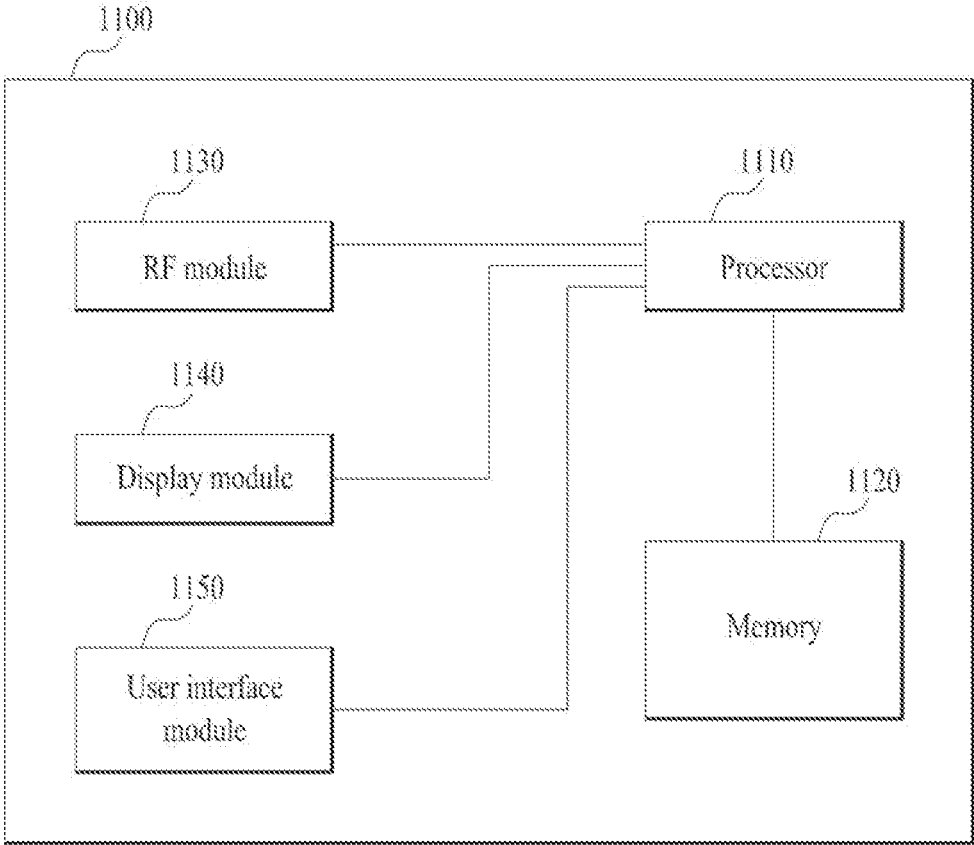 1100
1130
RF module
1110
Processor
1140
Display module
1120
Memory
1150
User interface
module